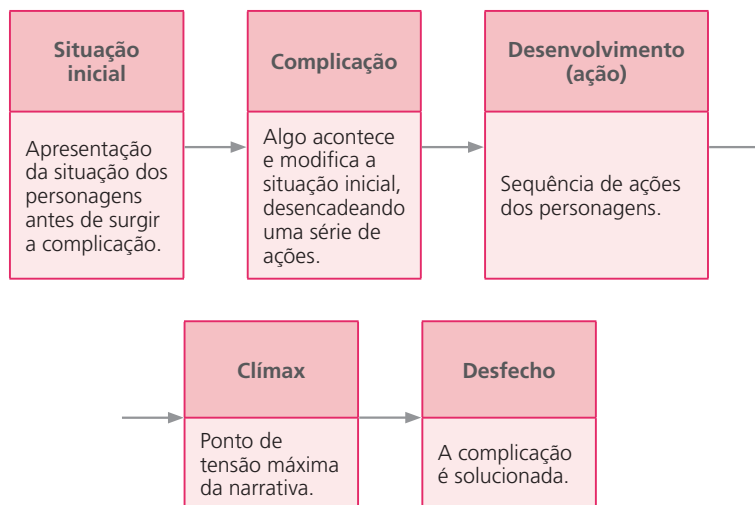 Situação
inicial
Apresentação
da situação dos
personagens
antes de surgir
a complicação.
Complicação
Algo acontece
e modifica a
situação inicial,
desencadeando
uma série de
ações.
Desenvolvimento
(ação)
Sequência de ações
dos personagens.
Clímax
Ponto de
tensão máxima
da narrativa.
Desfecho
A complicação
é solucionada.